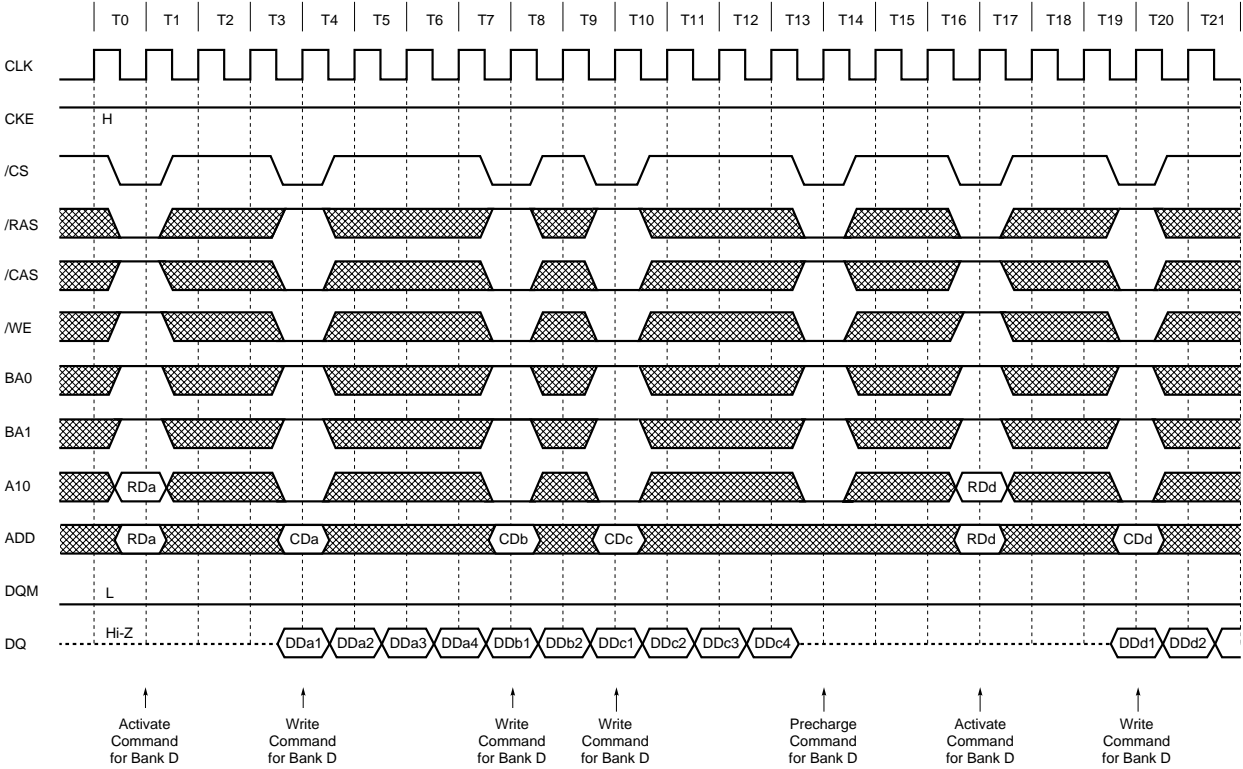 T0 T1 T2 T3 T4 T5 T6 T7 T8 T9 T10 T11 T12 T13 T14 T15 T16 T17 T18 T19 T20 T21
CLK
CKE H
/CS
/RAS
/CAS
/WE
BA0
BA1
A10 RDa RDd
ADD RDa CDa CDb CDc RDd CDd
DQM L
DQ Hi-Z DDa1 DDa2 DDa3 DDa4 DDb1 DDb2 DDc1 DDc2 DDc3 DDc4 DDd1 DDd2
Activate Write Write Write Precharge Activate Write
Command Command Command Command Command Command Command
for Bank D for Bank D for Bank D for Bank D for Bank D for Bank D for Bank D